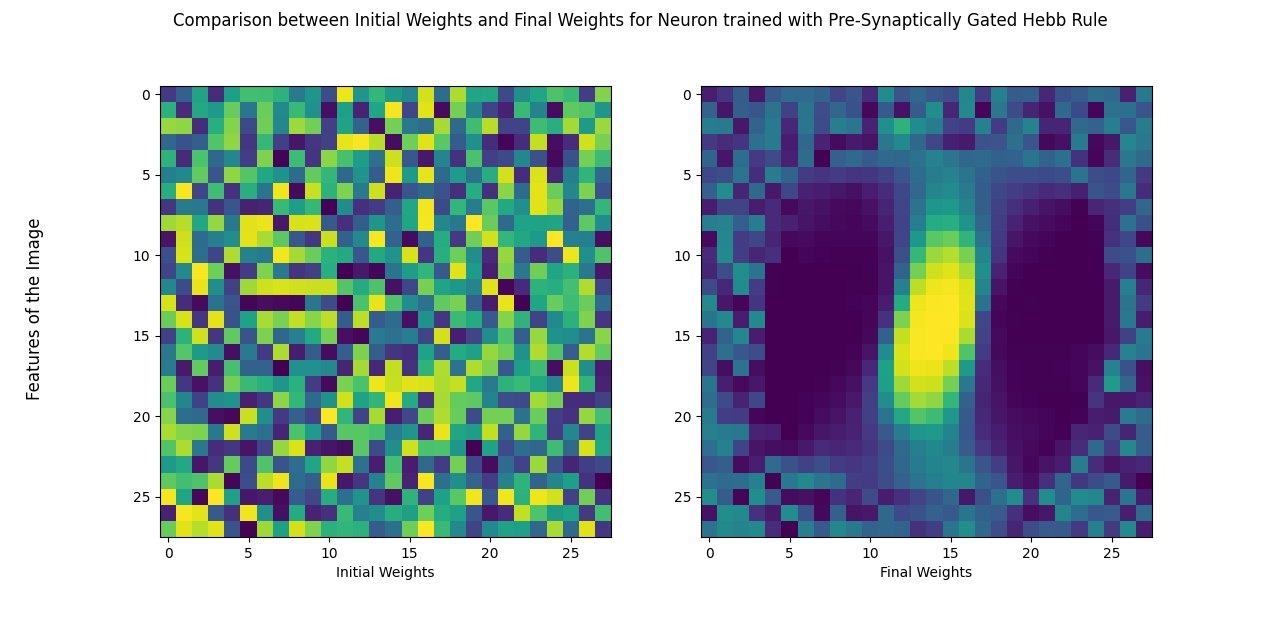 Comparison between Initial Weights and Final Weights for Neuron trained with Pre-Synaptically Gated Hebb Rule
Features of the Image
0
5
10
15
20
25
0 5 10 15 20 25
Initial Weights
0
5
10
15
20
25
0 5 10 15 20 25
Final Weights